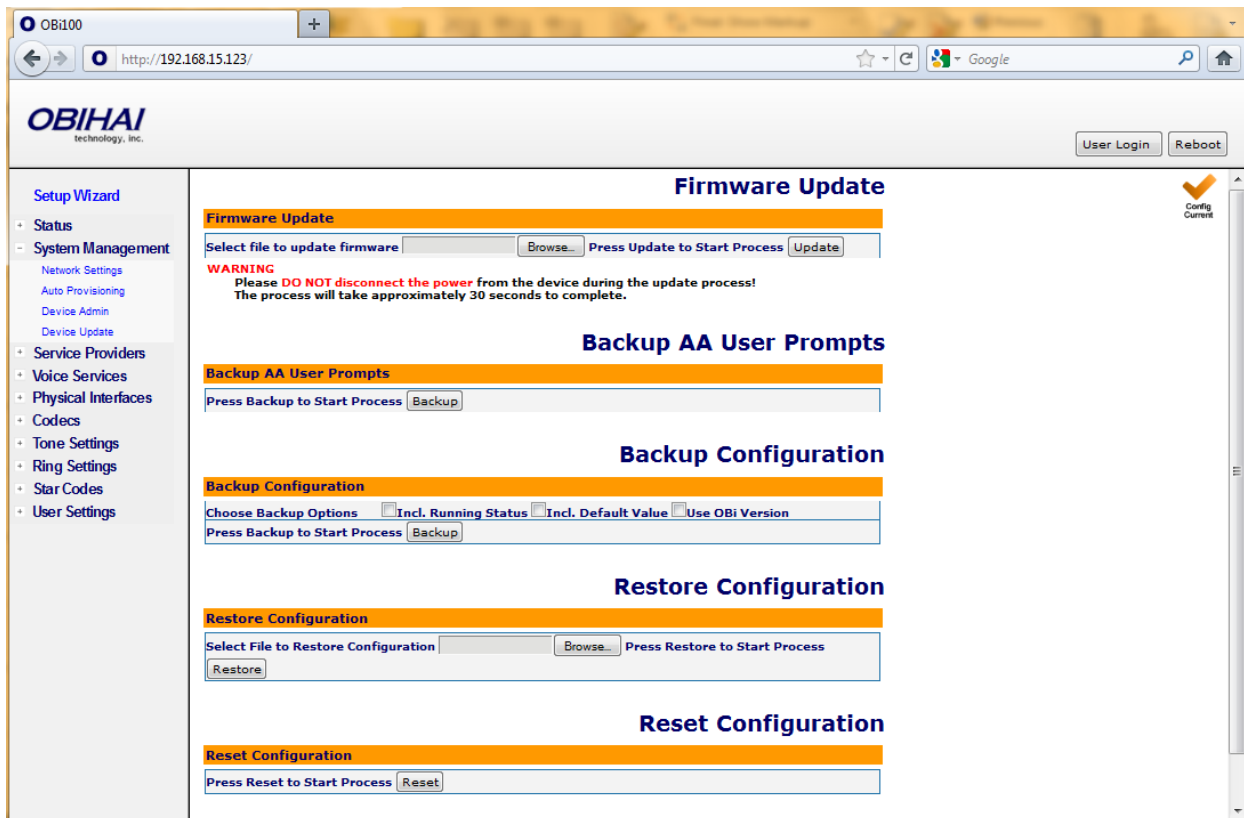 OBi100
http://192.168.15.123/
Google
OBIHAI
technology, inc.
User Login Reboot
Setup Wizard
Status
System Management
Network Settings
Auto Provisioning
Device Admin
Device Update
Service Providers
Voice Services
Physical Interfaces
Codecs
Tone Settings
Ring Settings
Star Codes
User Settings
Config
Current
Firmware Update
Firmware Update
Select file to update firmware Browse... Press Update to Start Process Update
WARNING
Please DO NOT disconnect the power from the device during the update process!
The process will take approximately 30 seconds to complete.
Backup AA User Prompts
Backup AA User Prompts
Press Backup to Start Process Backup
Backup Configuration
Backup Configuration
Choose Backup Options Incl. Running Status Incl. Default Value Use OBi Version
Press Backup to Start Process Backup
Restore Configuration
Restore Configuration
Select File to Restore Configuration Browse... Press Restore to Start Process
Restore
Reset Configuration
Reset Configuration
Press Reset to Start Process Reset